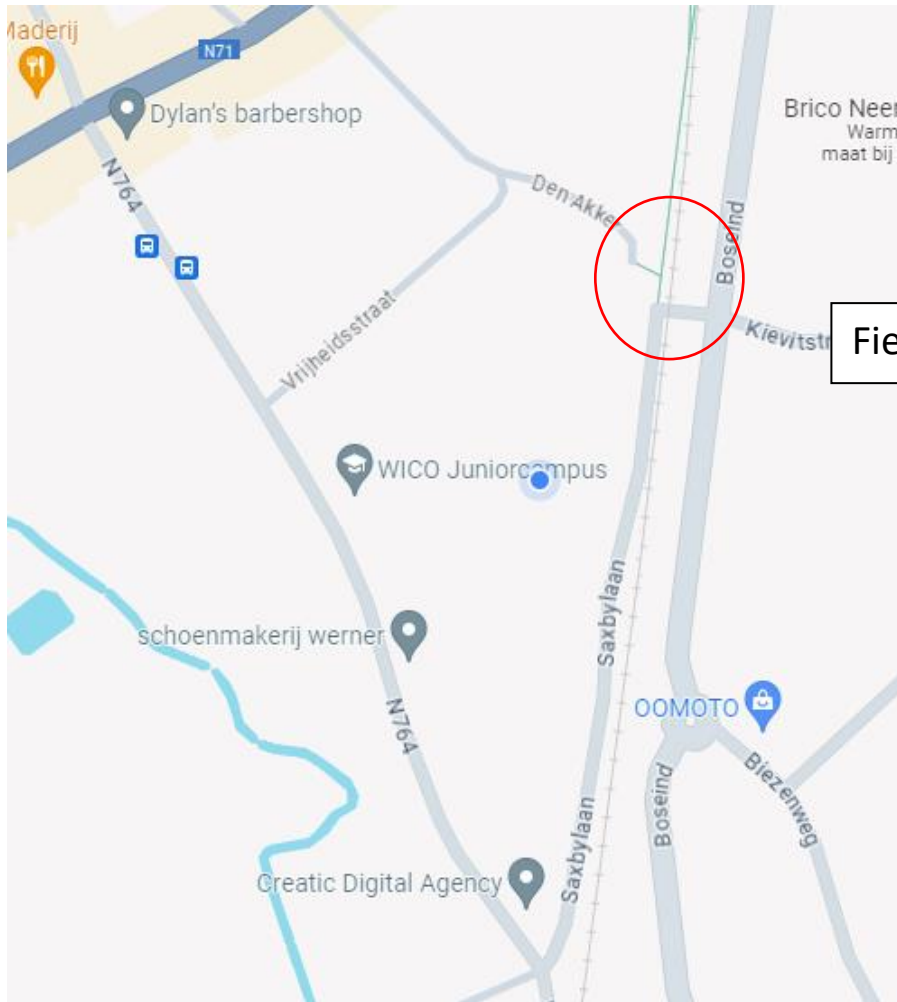 Maderij
N71
Dylan's barbershop
Brico Neer
Warm
maat bij
N764
Den Akker
Boseind
Vrijheidsstraat
Kievitstr
Fie
WICO Juniorcampus
Saxbylaan
schoenmakerij werner
N764
OOMOTO
Boseind
Biezenweg
Saxbylaan
Creatic Digital Agency